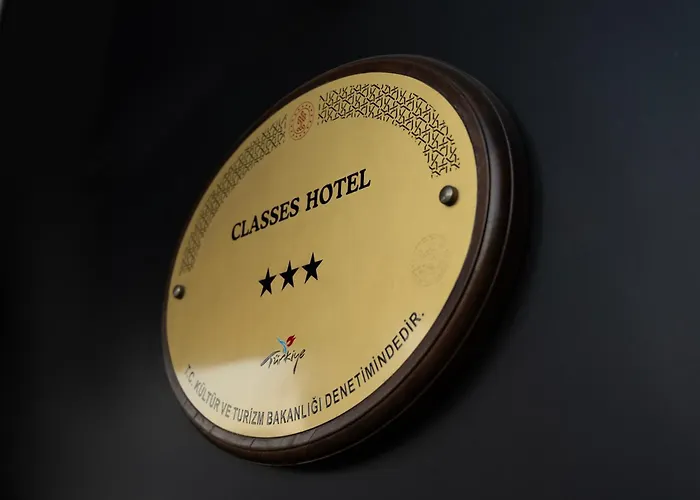 CLASSES HOTEL
★★★
Türkiye
T.C. KÜLTÜR VE TURİZM BAKANLIĞI DENETİMİNDEDİR.